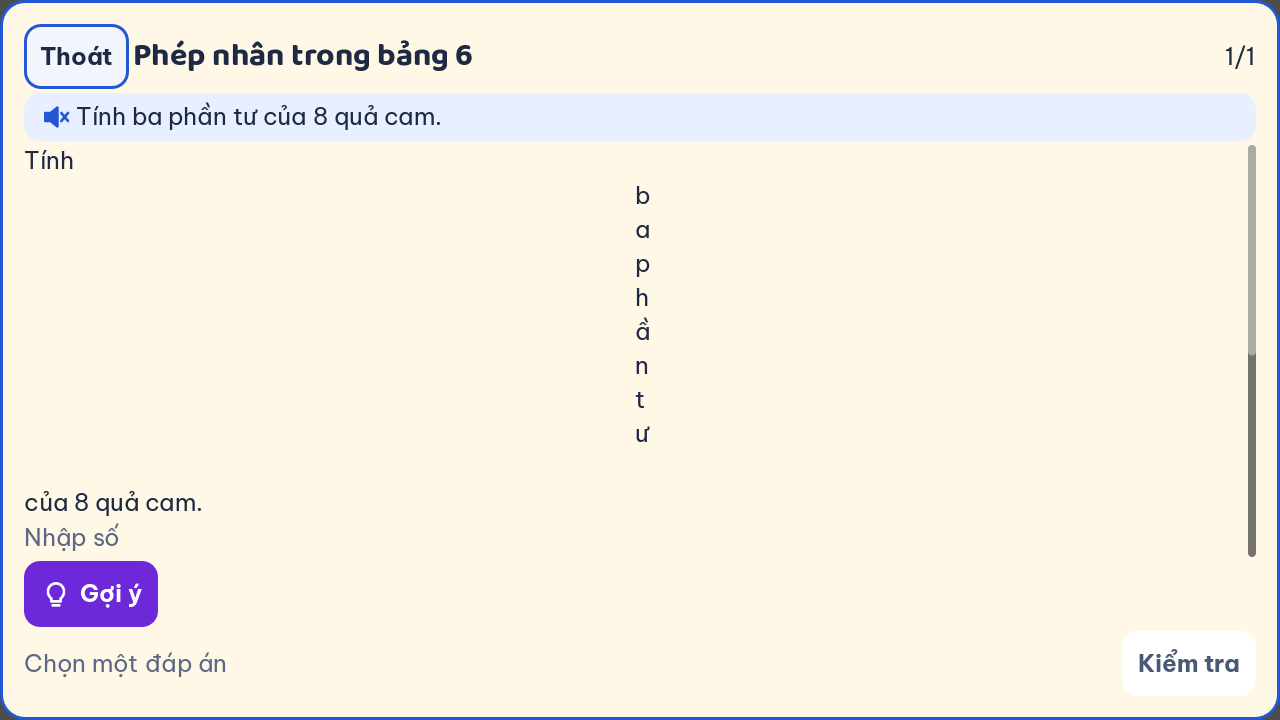 Thoát
Phép nhân trong bảng 6
1/1
Tính ba phần tư của 8 quả cam.
Tính
b
a
p
h
ầ
n
t
ư
của 8 quả cam.
Nhập số
Gợi ý
Chọn một đáp án
Kiểm tra